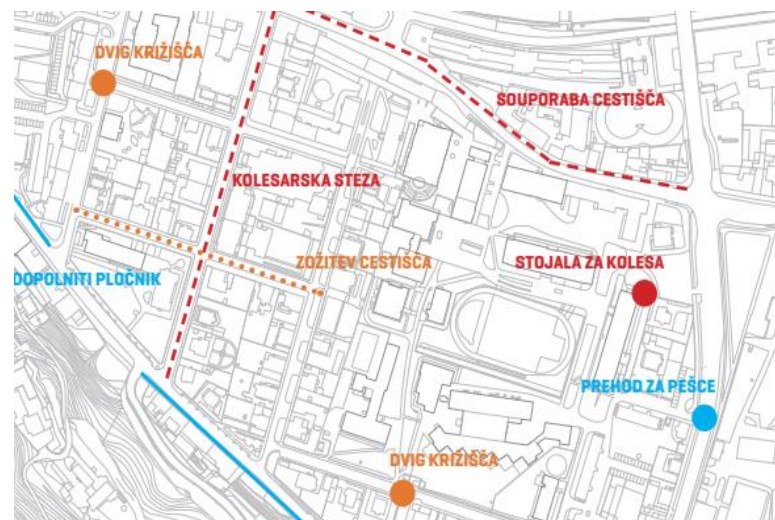 DVIG KRIŽIŠČA
SOUPORABA CESTIŠČA
KOLESARSKA STEZA
ZOŽITEV CESTIŠČA
STOJALA ZA KOLESA
DOPOLNITI PLOČNIK
PREHOD ZA PEŠCE
DVIG KRIŽIŠČA